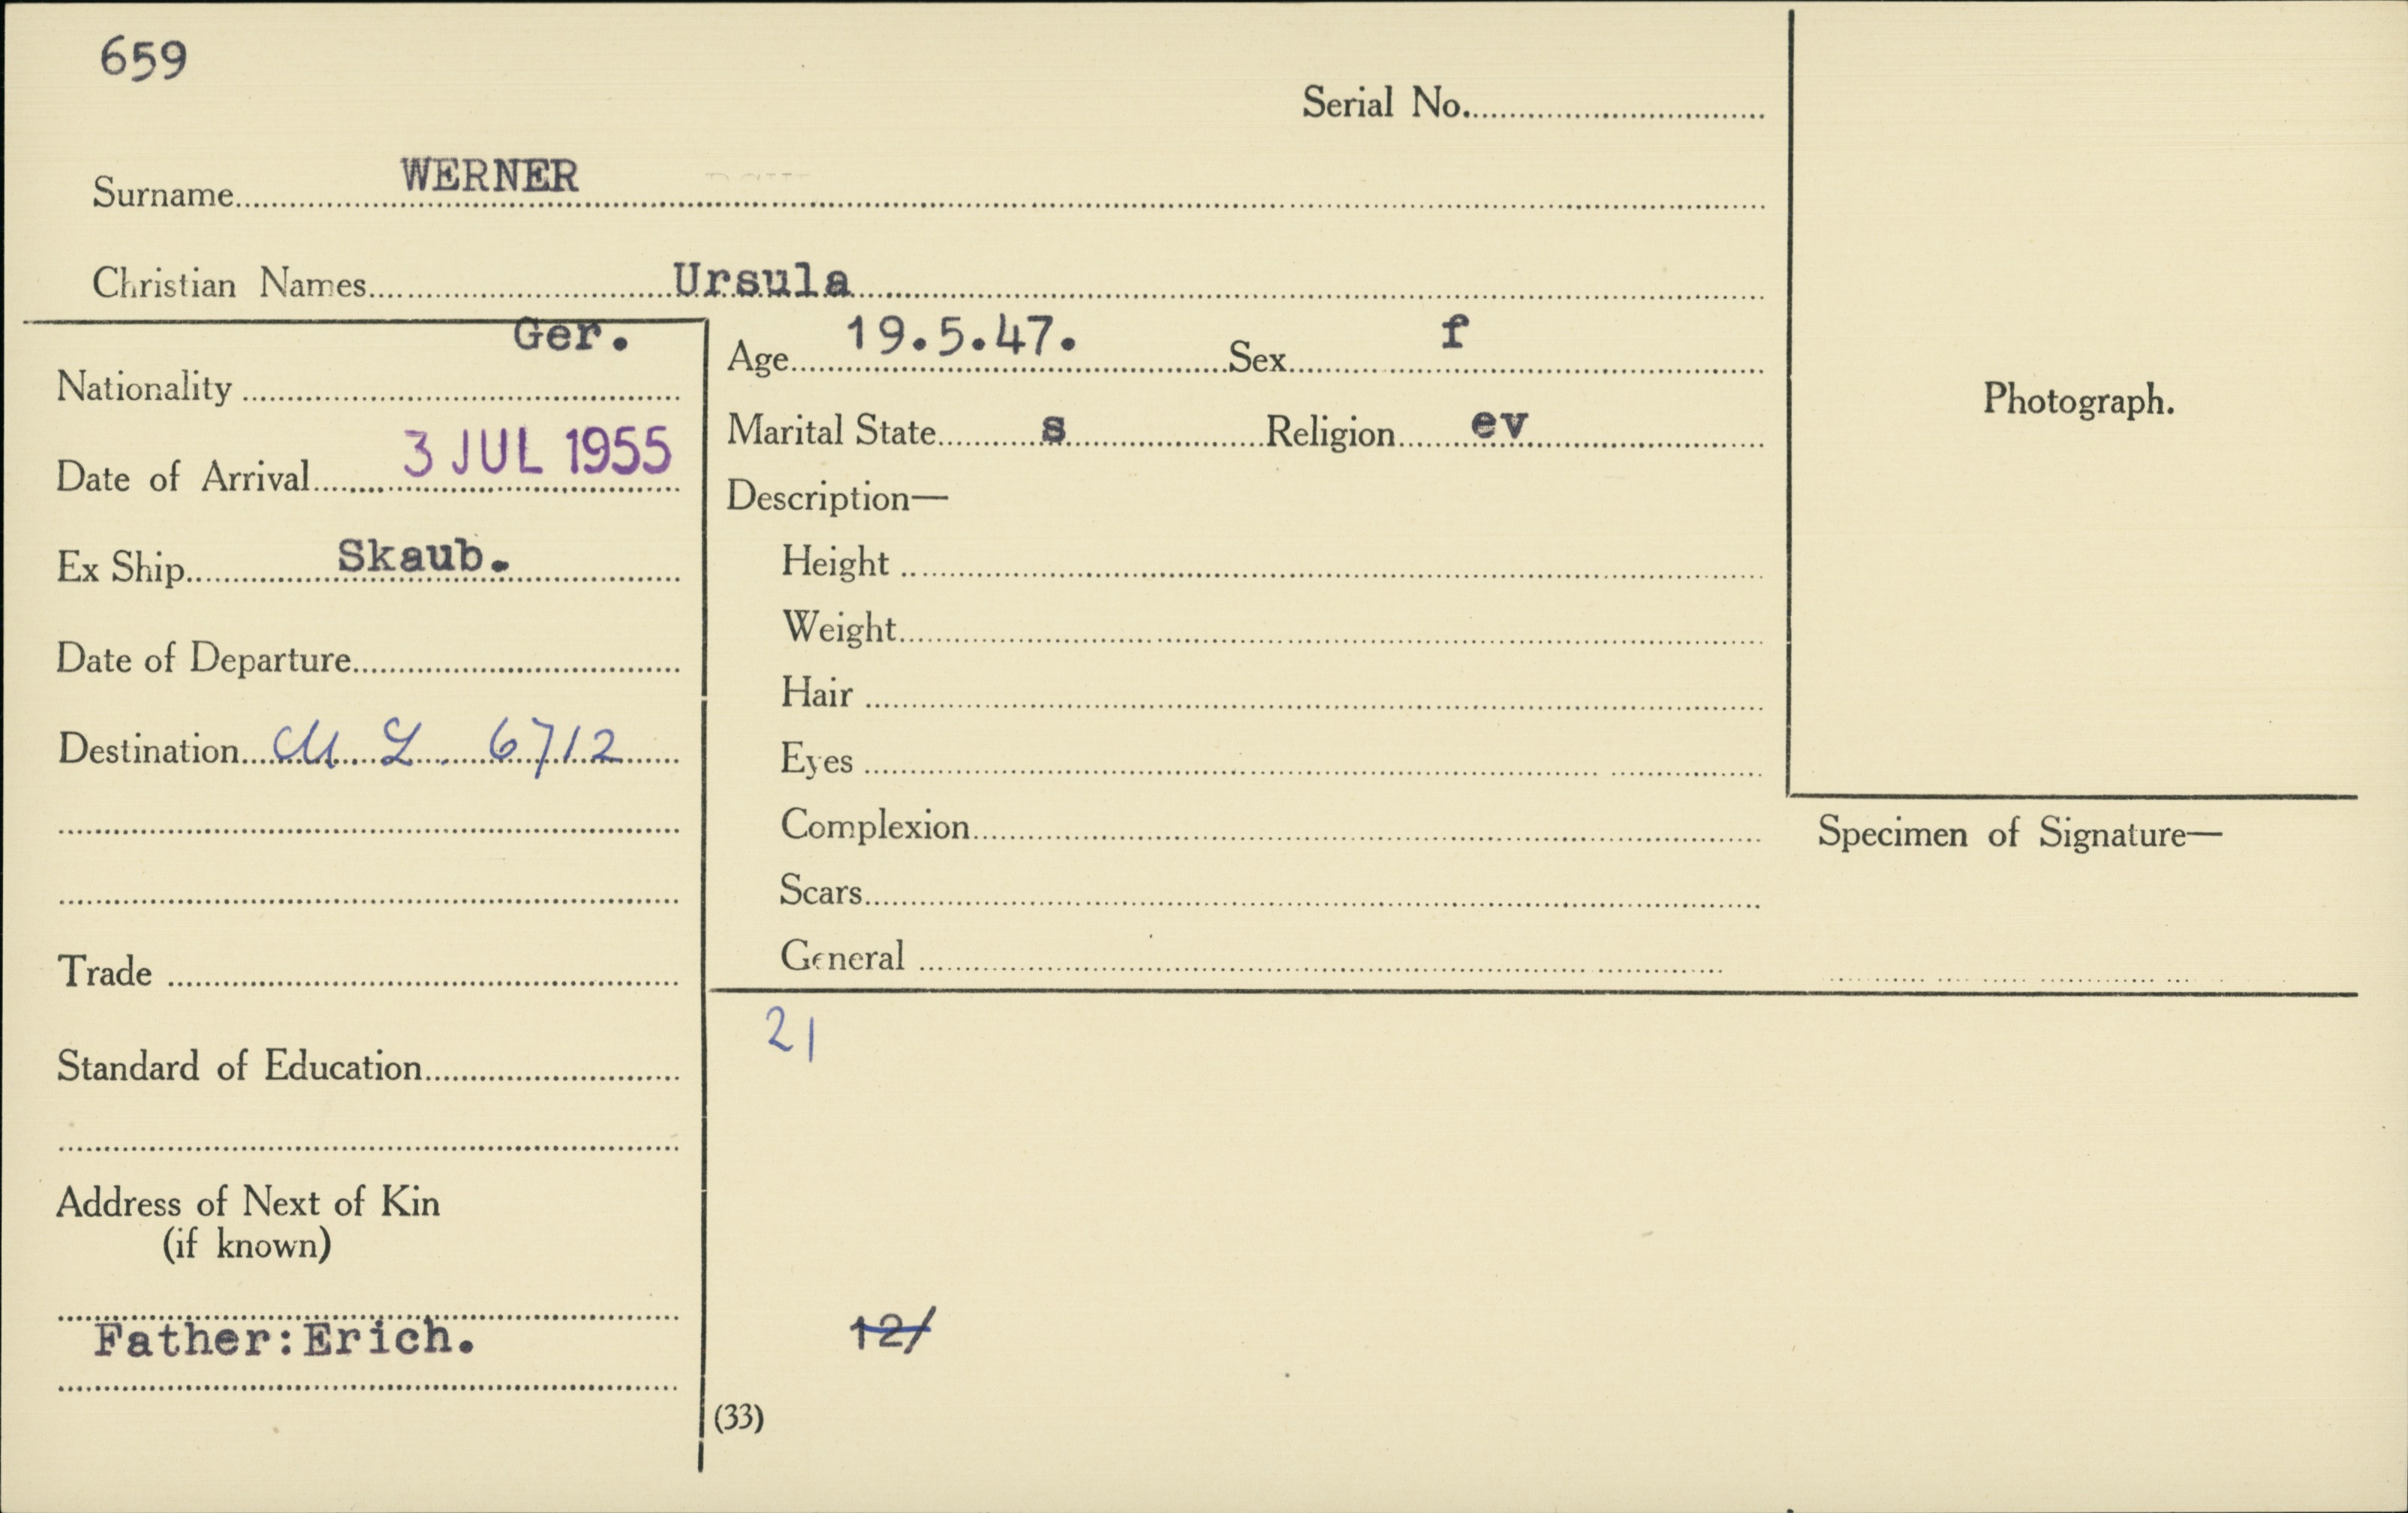 659
Serial No.
Surname WERNER
Christian Names Ursula
Nationality Ger.
Date of Arrival 3 JUL 1955
Ex Ship Skaub.
Date of Departure
Destination M L 6712
Trade
Standard of Education
Address of Next of Kin
(if known)
Father:Erich.
Age 19.5.47. Sex f
Marital State s Religion ev
Description—
Height
Weight
Hair
Eyes
Complexion
Scars
General
21
12/
(33)
Photograph.
Specimen of Signature—